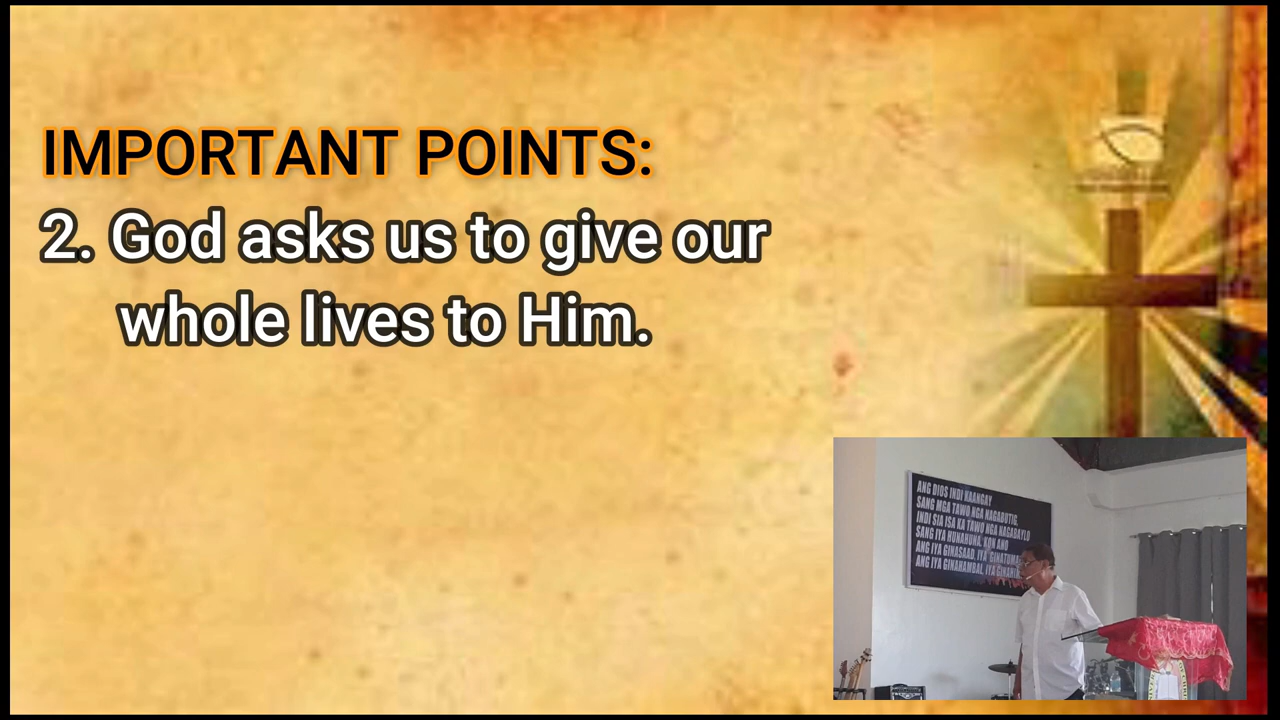 IMPORTANT POINTS:
2. God asks us to give our
whole lives to Him.
ANG DIOS INDI KAANGAY
SANG MGA TAWO NGA NAGABUTIG,
INDI SIA ISA KA TAWO NGA NAGABAYLO
SANG IYA HUNAHUNA. KON ANO
ANG IYA GINASAAD, IYA GINATUMAN
ANG IYA GINAHAMBAL, IYA